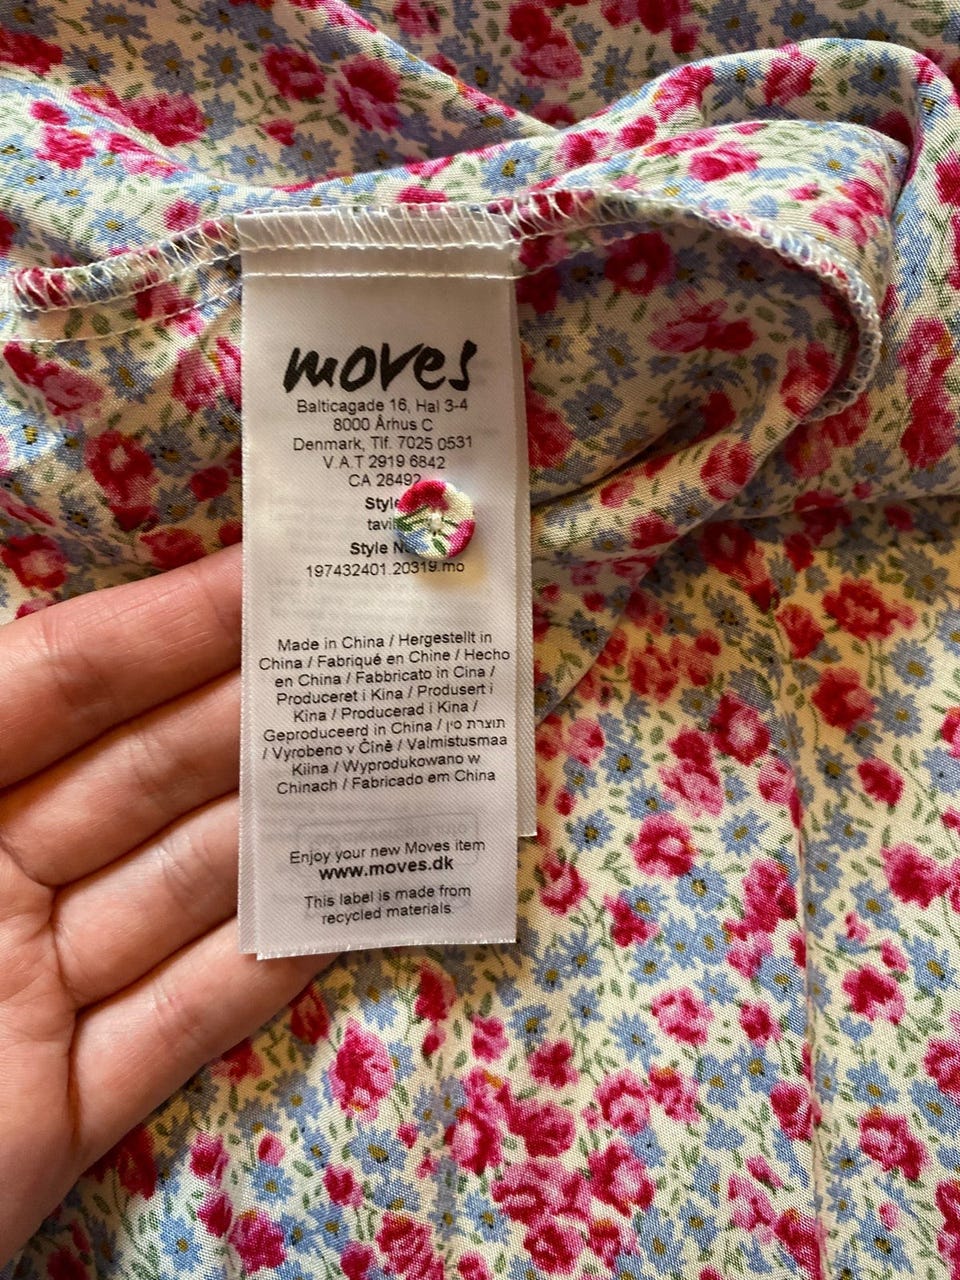 moves
Balticagade 16, Hal 3-4
8000 Århus C
Denmark, Tlf. 7025 0531
V.A.T 2919 6842
CA 28492
Style
Style
197432401.20319.mo
Made in China / Hergestellt in
China / Fabriqué en Chine / Hecho
en China / Fabbricato in Cina /
Produceret i Kina / Produsert i
Kina / Producerad i Kina /
Geproduceerd in China / תוצרת סין
/ Vyrobeno v Čině / Valmistusmaa
Kiina / Wyprodukowano w
Chinach / Fabricado em China
Enjoy your new Moves item
www.moves.dk
This label is made from
recycled materials.